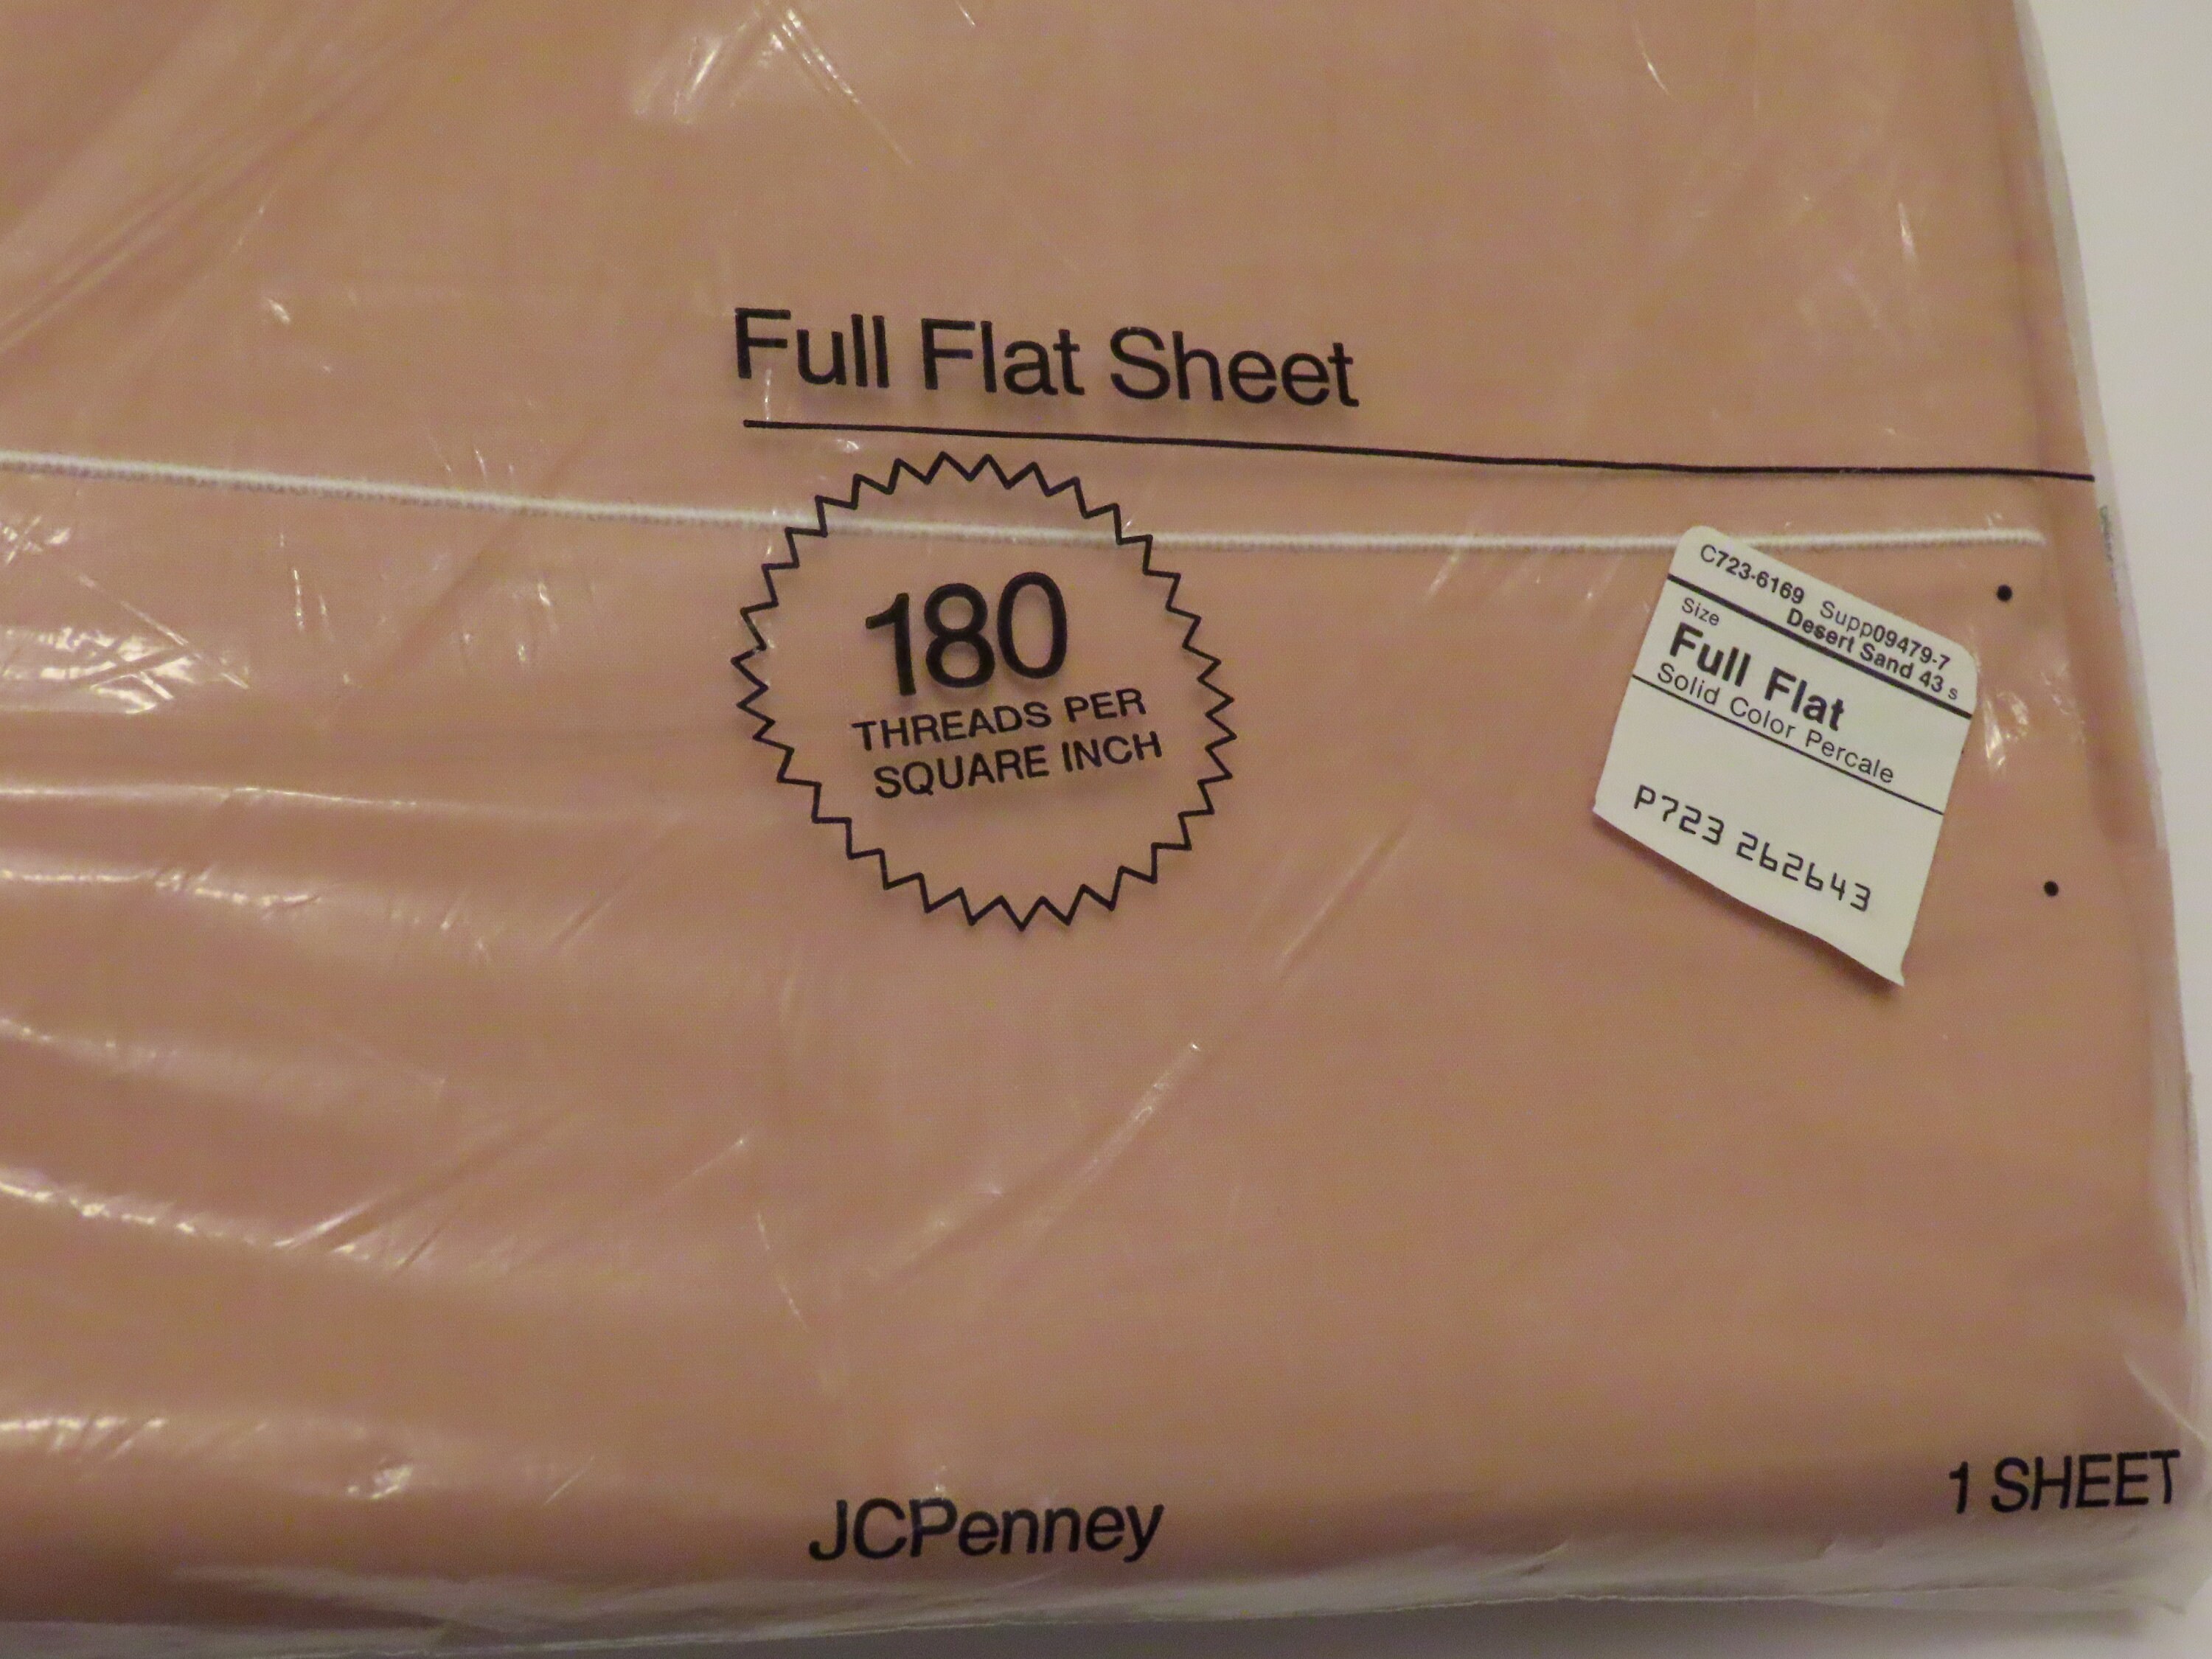 Full Flat Sheet
180
THREADS PER
SQUARE INCH
C723-6169 Supp09479-7
Desert Sand 43 s
Size
Full Flat
Solid Color Percale
P723 262643
JCPenney
1 SHEET